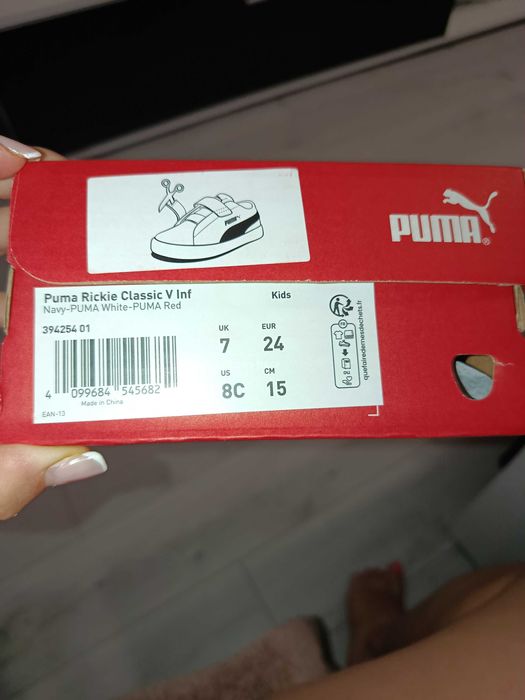 PUMA
PUMA®
Puma Rickie Classic V Inf
Kids
Navy-PUMA White-PUMA Red
394254 01
UK
EUR
7
24
US
CM
8C
15
4 099684 545682
Made in China
EAN-13
quefairedemesdechets.fr